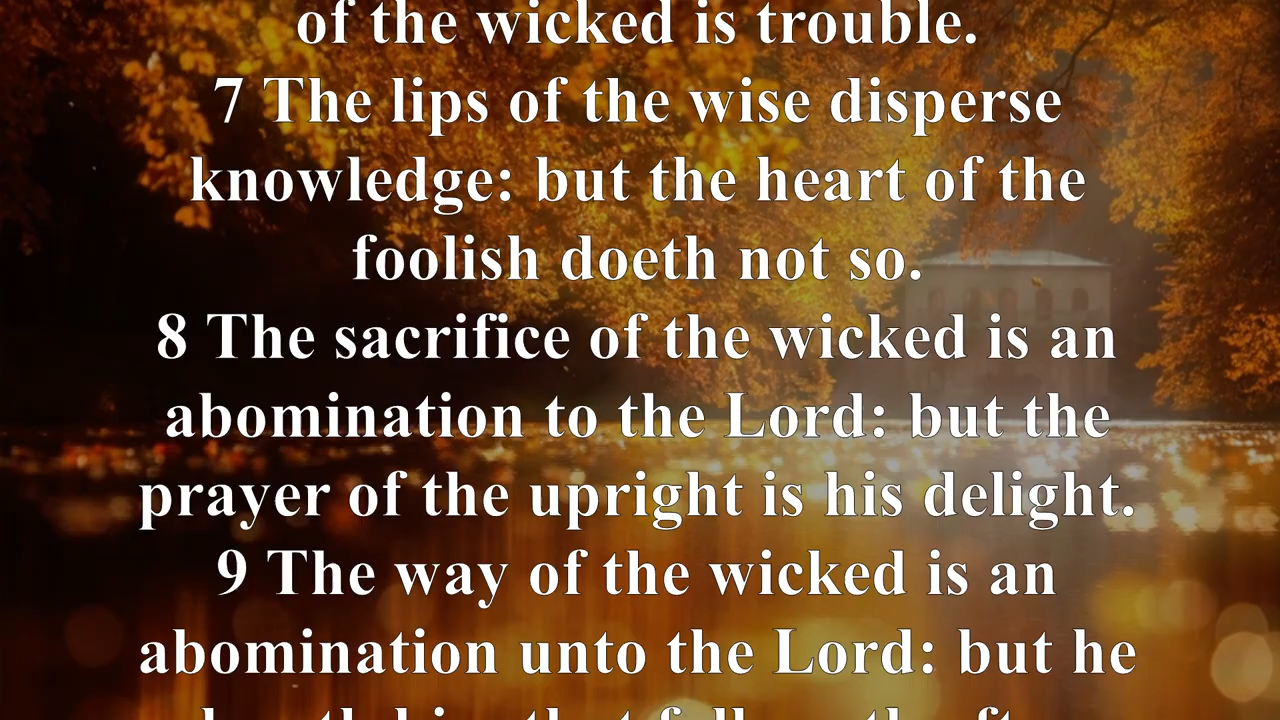 of the wicked is trouble.
7 The lips of the wise disperse
knowledge: but the heart of the
foolish doeth not so.
8 The sacrifice of the wicked is an
abomination to the Lord: but the
prayer of the upright is his delight.
9 The way of the wicked is an
abomination unto the Lord: but he